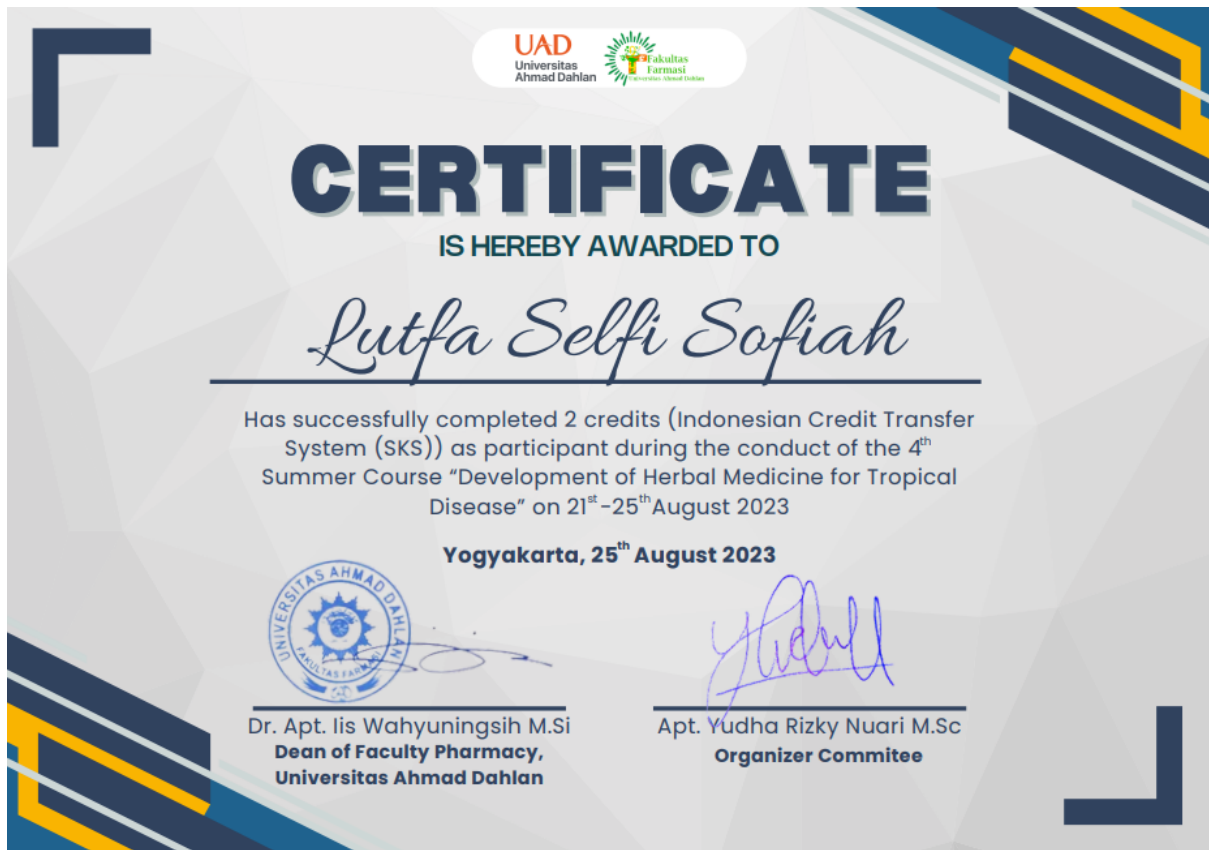 UAD
Universitas
Ahmad Dahlan
Fakultas
Farmasi
Universitas Ahmad Dahlan
CERTIFICATE
IS HEREBY AWARDED TO
Lutfa Selfi Sofiah
Has successfully completed 2 credits (Indonesian Credit Transfer
System (SKS)) as participant during the conduct of the 4th
Summer Course “Development of Herbal Medicine for Tropical
Disease” on 21st-25th August 2023
Yogyakarta, 25th August 2023
UNIVERSITAS AHMAD DAHLAN
FAKULTAS FARMASI
Dr. Apt. Iis Wahyuningsih M.Si
Dean of Faculty Pharmacy,
Universitas Ahmad Dahlan
Apt. Yudha Rizky Nuari M.Sc
Organizer Commitee